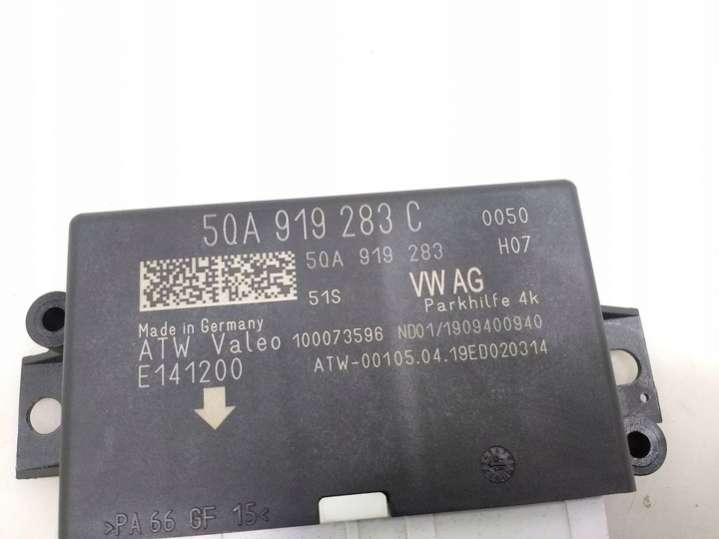 5QA 919 283 C 0050
5QA 919 283 H07
51S VW AG
Parkhilfe 4k
Made in Germany
ATW Valeo 100073596 ND01/1909400940
E141200 ATW-00105.04.19ED020314
>PA 66 GF 15<